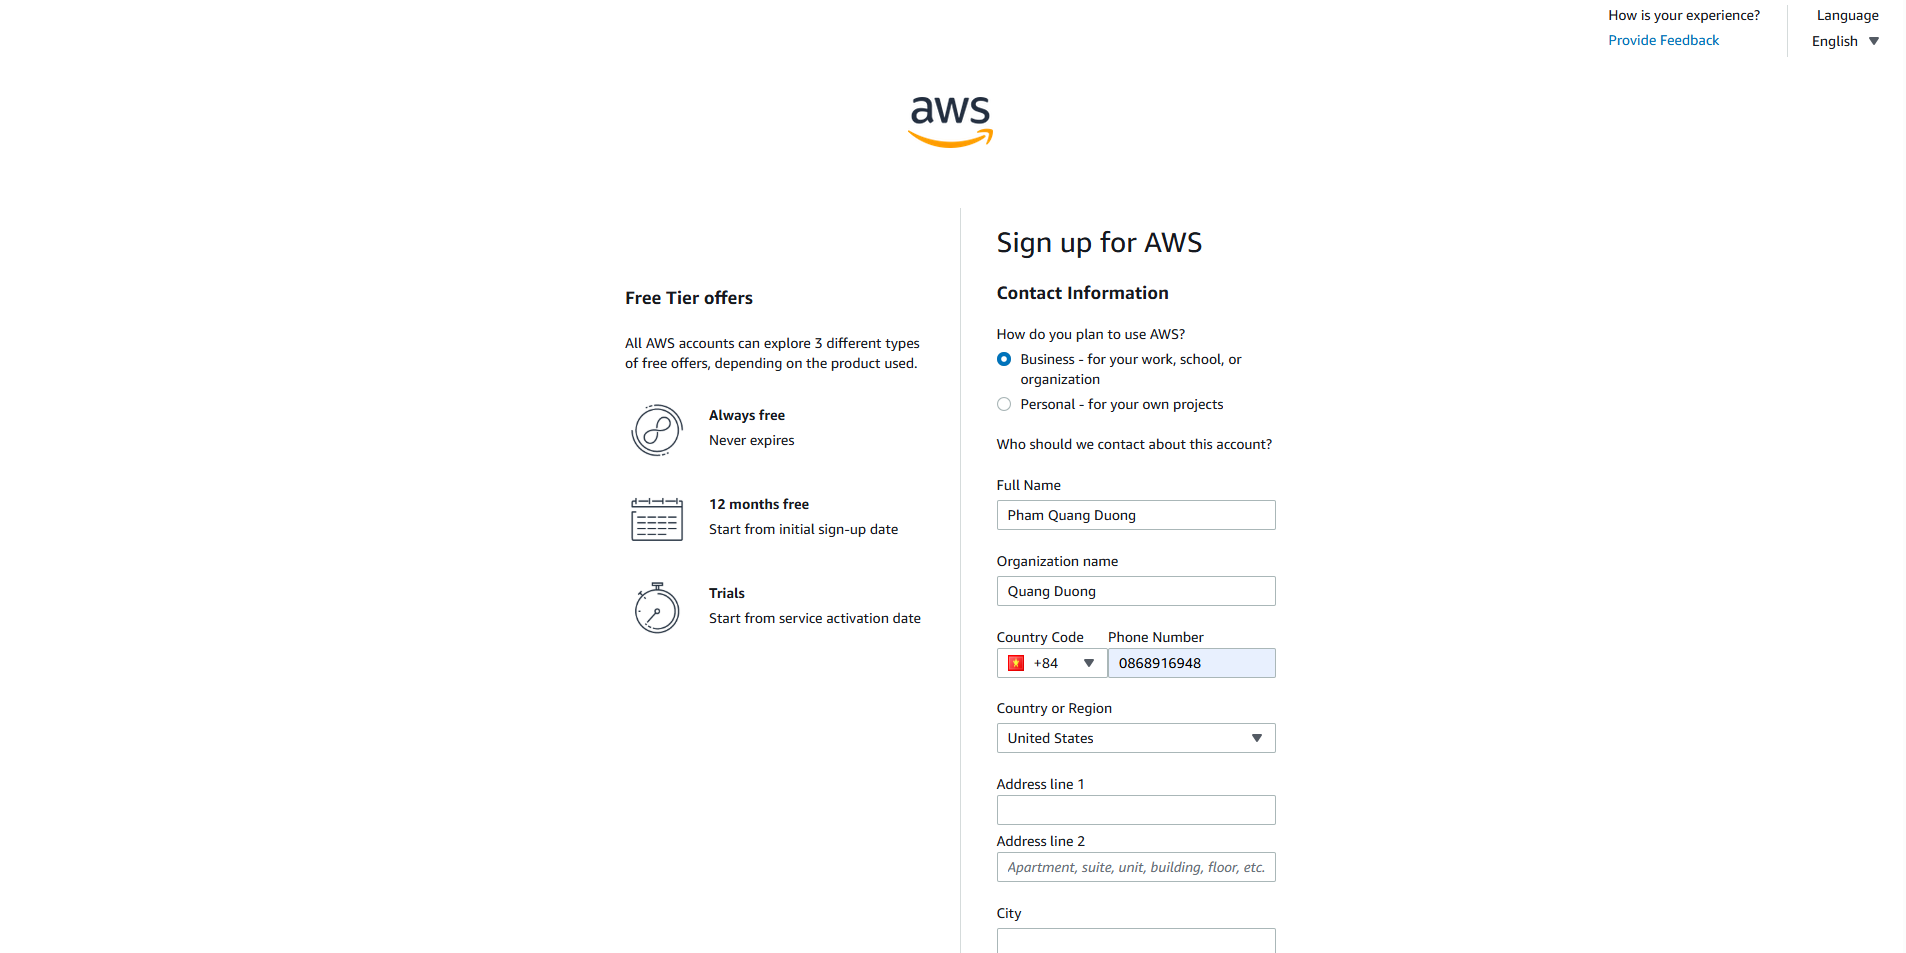 How is your experience?
Provide Feedback
Language
English
aws
Free Tier offers
All AWS accounts can explore 3 different types
of free offers, depending on the product used.
Always free
Never expires
12 months free
Start from initial sign-up date
Trials
Start from service activation date
Sign up for AWS
Contact Information
How do you plan to use AWS?
Business - for your work, school, or
organization
Personal - for your own projects
Who should we contact about this account?
Full Name
Pham Quang Duong
Organization name
Quang Duong
Country Code Phone Number
+84 0868916948
Country or Region
United States
Address line 1
Address line 2
Apartment, suite, unit, building, floor, etc.
City